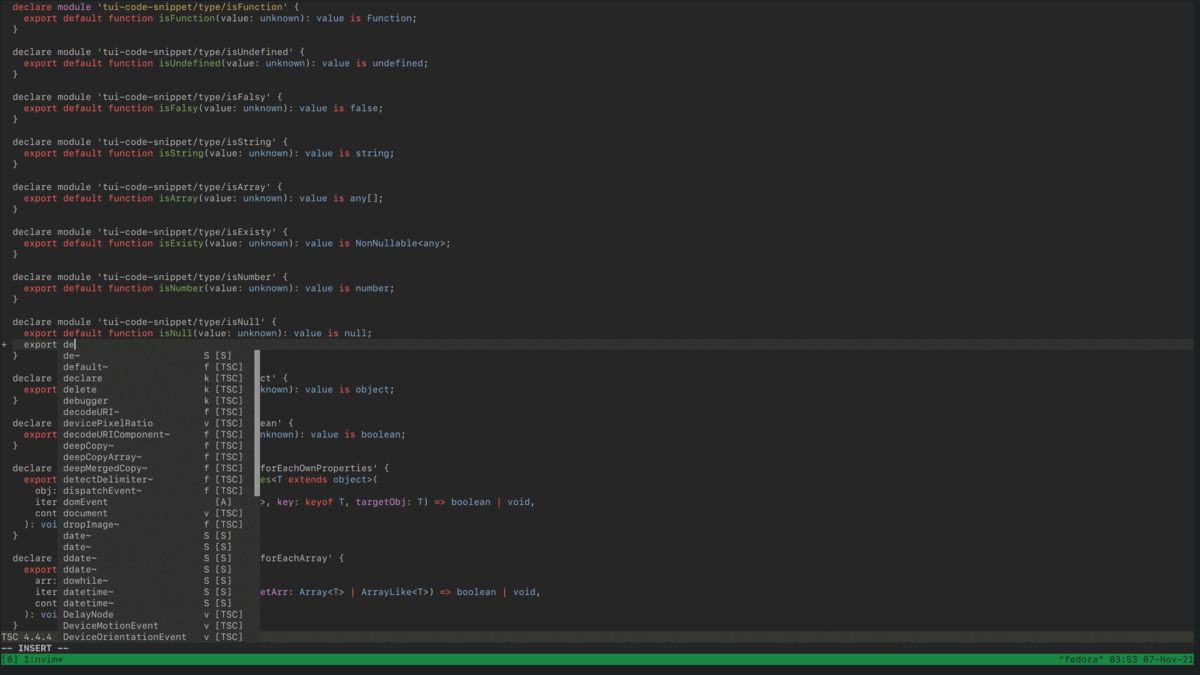 declare module 'tui-code-snippet/type/isFunction' {
  export default function isFunction(value: unknown): value is Function;
}

declare module 'tui-code-snippet/type/isUndefined' {
  export default function isUndefined(value: unknown): value is undefined;
}

declare module 'tui-code-snippet/type/isFalsy' {
  export default function isFalsy(value: unknown): value is false;
}

declare module 'tui-code-snippet/type/isString' {
  export default function isString(value: unknown): value is string;
}

declare module 'tui-code-snippet/type/isArray' {
  export default function isArray(value: unknown): value is any[];
}

declare module 'tui-code-snippet/type/isExisty' {
  export default function isExisty(value: unknown): value is NonNullable<any>;
}

declare module 'tui-code-snippet/type/isNumber' {
  export default function isNumber(value: unknown): value is number;
}

declare module 'tui-code-snippet/type/isNull' {
  export default function isNull(value: unknown): value is null;
+ export de
} de~ S [S]
default~ f [TSC]
declare declare k [TSC] ct' {
export delete k [TSC] known): value is object;
} debugger k [TSC]
decodeURI~ f [TSC]
declare devicePixelRatio v [TSC] ean' {
export decodeURIComponent~ f [TSC] nknown): value is boolean;
} deepCopy~ f [TSC]
deepCopyArray~ f [TSC]
declare deepMergedCopy~ f [TSC] forEachOwnProperties' {
export detectDelimiter~ f [TSC] es<T extends object>(
obj: dispatchEvent~ f [TSC]
iter domEvent [A] >, key: keyof T, targetObj: T) => boolean | void,
cont document v [TSC]
): voi dropImage~ f [TSC]
} date~ S [S]
date~ S [S]
declare ddate~ S [S] forEachArray' {
export ddate~ S [S]
arr: dowhile~ S [S]
iter datetime~ S [S] etArr: Array<T> | ArrayLike<T>) => boolean | void,
cont datetime~ S [S]
): voi DelayNode v [TSC]
} DeviceMotionEvent v [TSC]
TSC 4.4.4 DeviceOrientationEvent v [TSC]
-- INSERT --
[0] 1:nvim* "fedora" 03:53 07-Nov-21